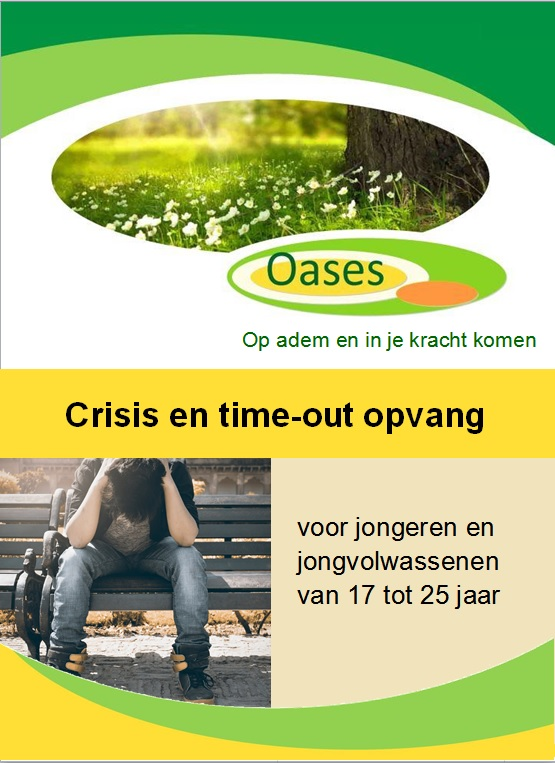 Oases
Op adem en in je kracht komen
Crisis en time-out opvang
voor jongeren en
jongvolwassenen
van 17 tot 25 jaar